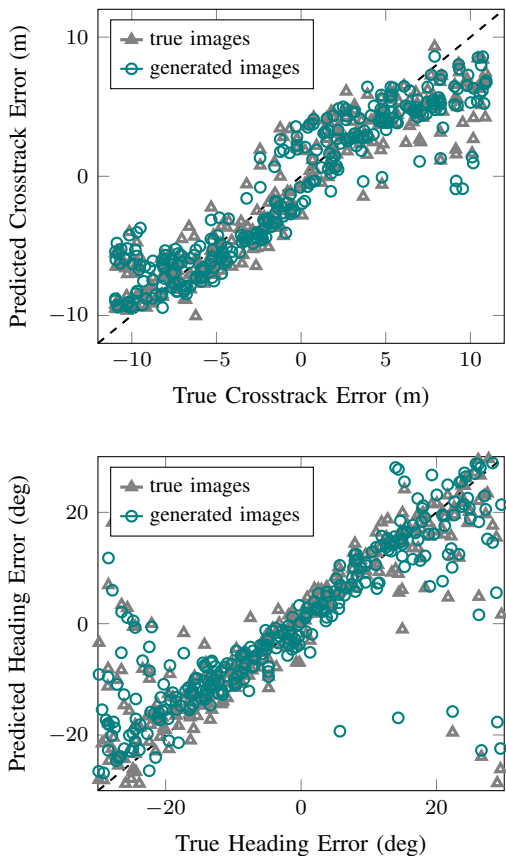 10
0
−10
Predicted Crosstrack Error (m)
true images
generated images
−10
−5
0
5
10
True Crosstrack Error (m)
20
0
−20
Predicted Heading Error (deg)
true images
generated images
−20
0
20
True Heading Error (deg)